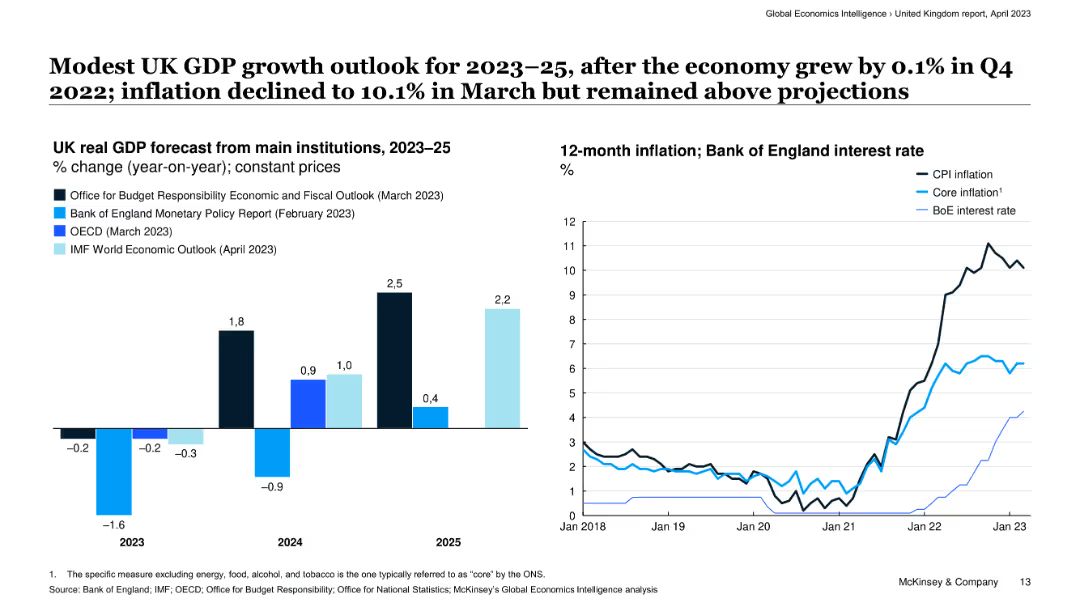 Global Economics Intelligence › United Kingdom report, April 2023
Modest UK GDP growth outlook for 2023–25, after the economy grew by 0.1% in Q4
2022; inflation declined to 10.1% in March but remained above projections
UK real GDP forecast from main institutions, 2023–25
% change (year-on-year); constant prices
Office for Budget Responsibility Economic and Fiscal Outlook (March 2023)
Bank of England Monetary Policy Report (February 2023)
OECD (March 2023)
IMF World Economic Outlook (April 2023)
2,5
2,2
1,8
0,9
1,0
0,4
–0.2
–0.2
–0.3
–0.9
–1.6
2023
2024
2025
12-month inflation; Bank of England interest rate
%
CPI inflation
Core inflation¹
BoE interest rate
12
11
10
9
8
7
6
5
4
3
2
1
0
Jan 2018
Jan 19
Jan 20
Jan 21
Jan 22
Jan 23
1. The specific measure excluding energy, food, alcohol, and tobacco is the one typically referred to as “core” by the ONS.
Source: Bank of England; IMF; OECD; Office for Budget Responsibility; Office for National Statistics; McKinsey's Global Economics Intelligence analysis
McKinsey & Company 13